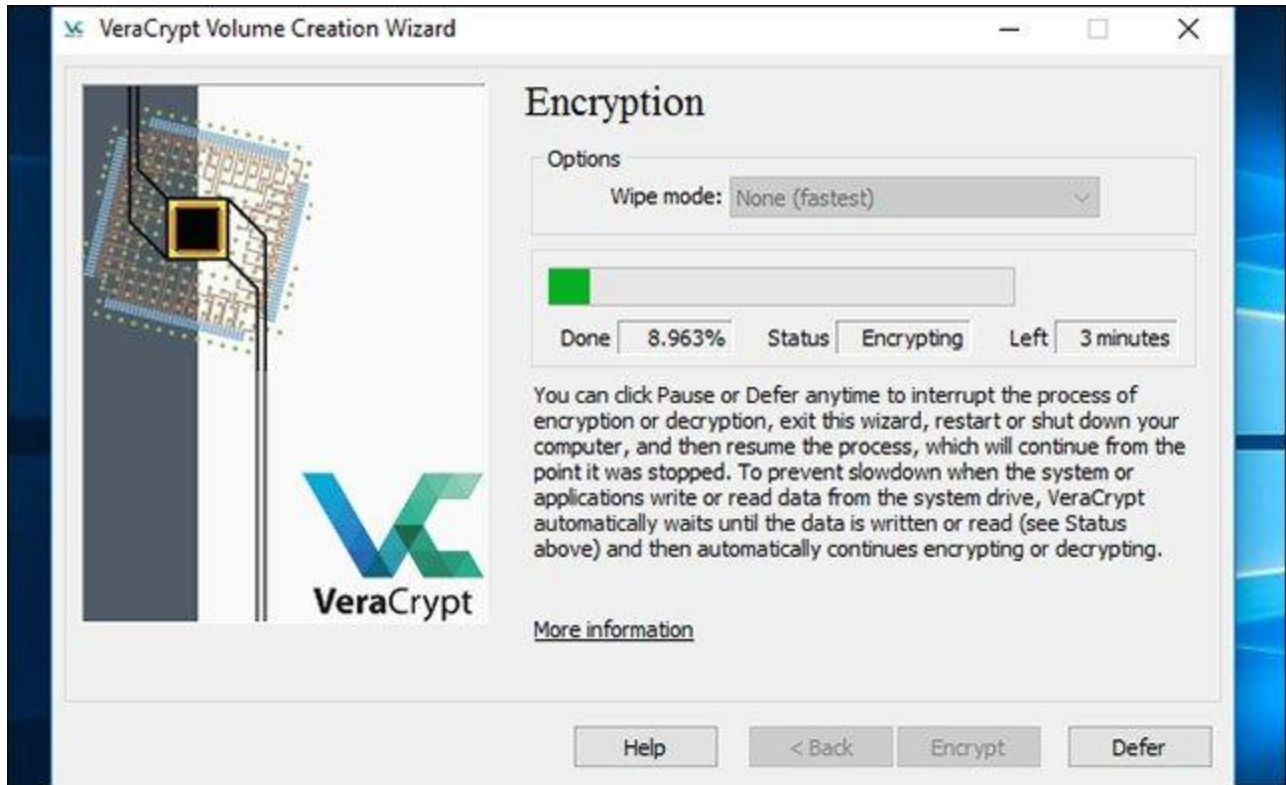 VeraCrypt Volume Creation Wizard
Encryption
Options
Wipe mode: None (fastest)
Done 8.963% Status Encrypting Left 3 minutes
You can click Pause or Defer anytime to interrupt the process of
encryption or decryption, exit this wizard, restart or shut down your
computer, and then resume the process, which will continue from the
point it was stopped. To prevent slowdown when the system or
applications write or read data from the system drive, VeraCrypt
automatically waits until the data is written or read (see Status
above) and then automatically continues encrypting or decrypting.
VeraCrypt
More information
Help < Back Encrypt Defer